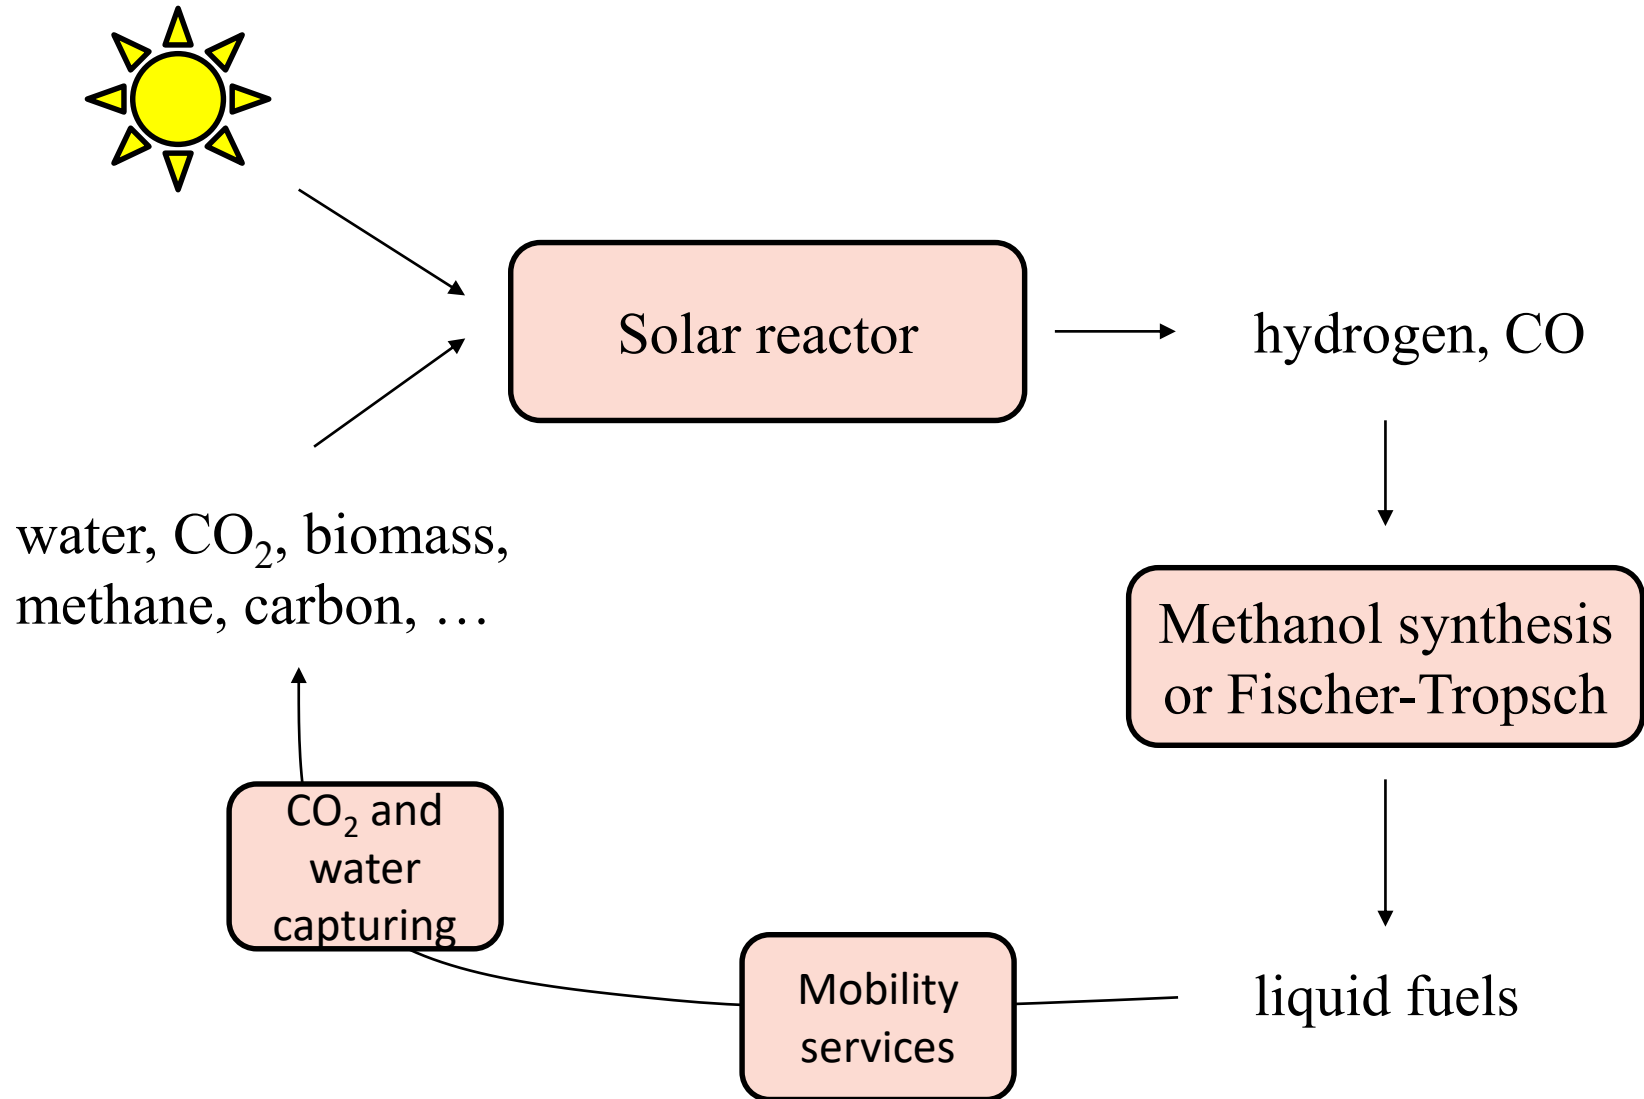 Solar reactor
hydrogen, CO
water, CO₂, biomass,
methane, carbon, …
Methanol synthesis
or Fischer-Tropsch
CO₂ and
water
capturing
Mobility
services
liquid fuels